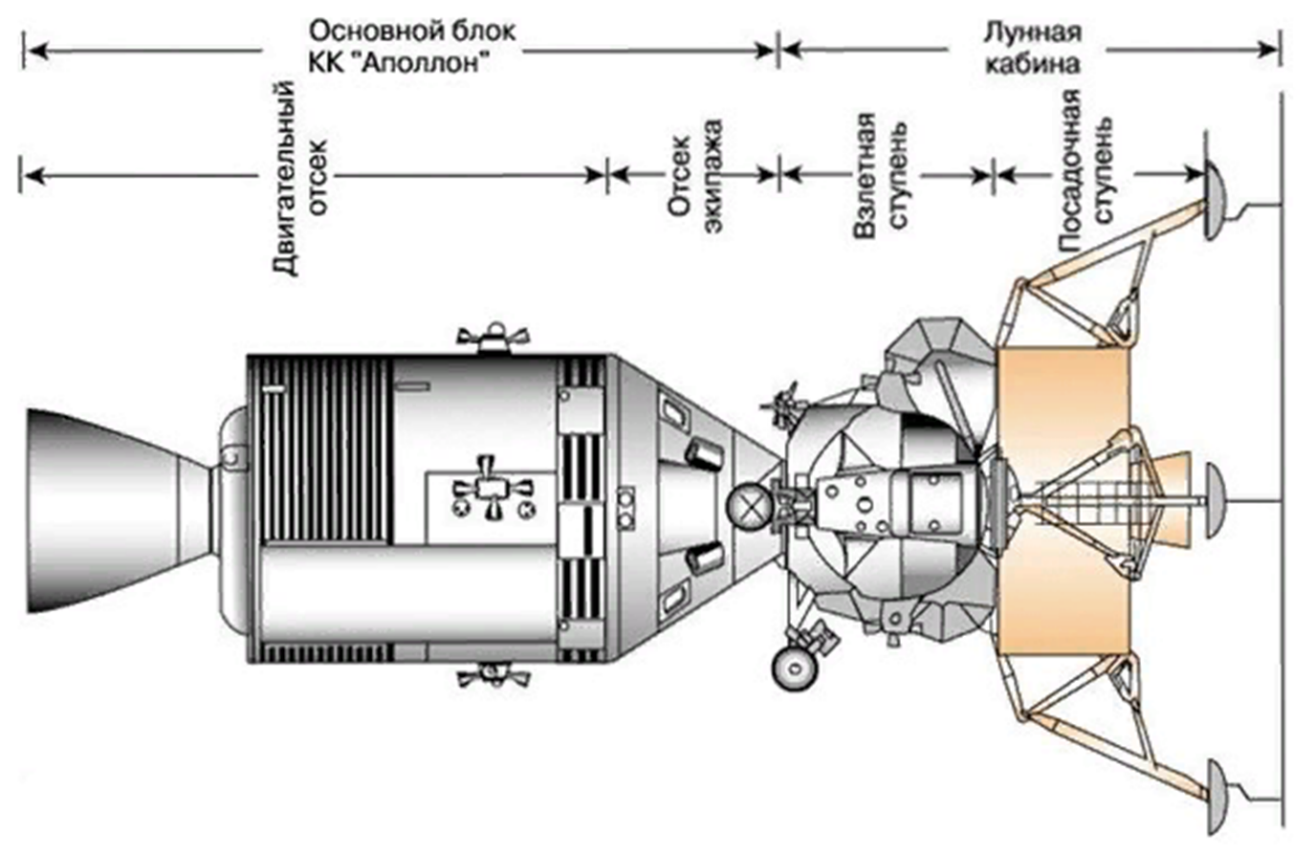 Основной блок
КК "Аполлон"
Лунная
кабина
Двигательный
отсек
Отсек
экипажа
Взлетная
ступень
Посадочная
ступень